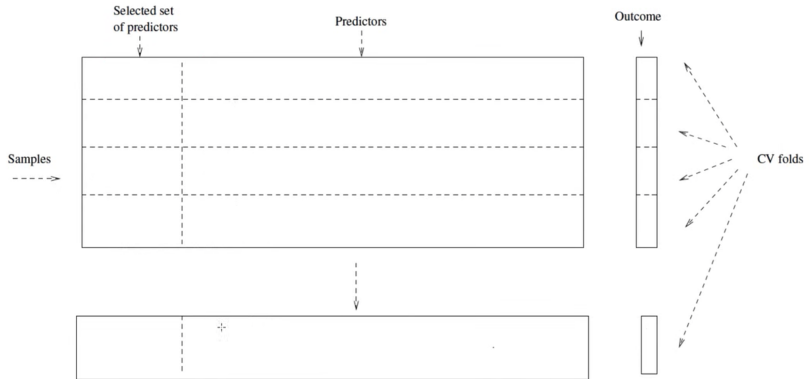 Selected set
of predictors
Predictors
Outcome
Samples
CV folds